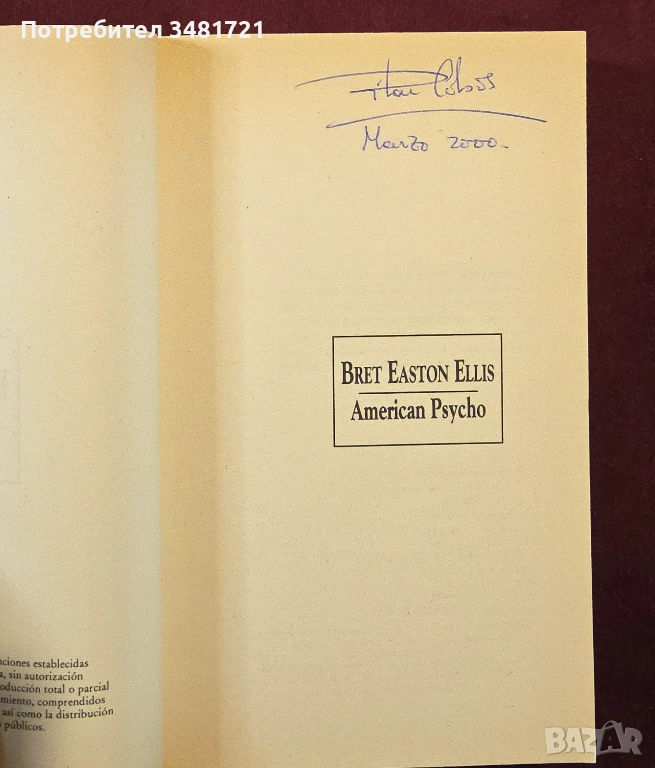 Потребител 3481721
Marzo 2000.
BRET EASTON ELLIS
American Psycho
ciones establecidas
, sin autorización
oducción total o parcial
miento, comprendidos
así como la distribución
públicos.
BAZAR